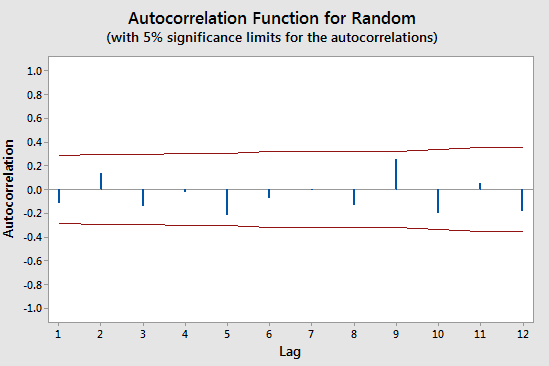 Autocorrelation Function for Random
(with 5% significance limits for the autocorrelations)
1.0
0.8
0.6
0.4
0.2
0.0
-0.2
-0.4
-0.6
-0.8
-1.0
Autocorrelation
1 2 3 4 5 6 7 8 9 10 11 12
Lag